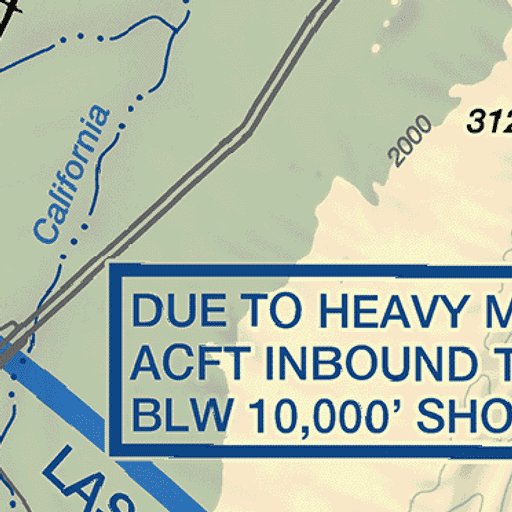 California
2000
312
DUE TO HEAVY M
ACFT INBOUND T
BLW 10,000’ SHO
LAS